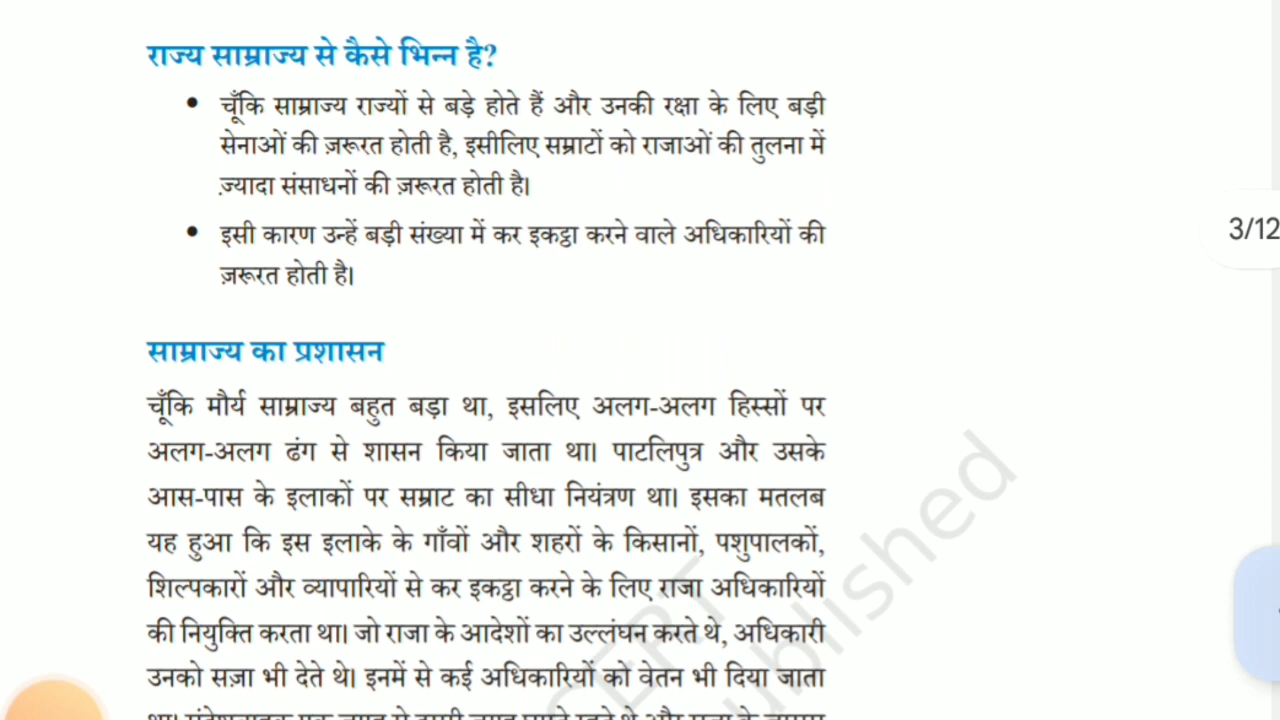 राज्य साम्राज्य से कैसे भिन्न है?
• चूँकि साम्राज्य राज्यों से बड़े होते हैं और उनकी रक्षा के लिए बड़ी
सेनाओं की ज़रूरत होती है, इसीलिए सम्राटों को राजाओं की तुलना में
ज़्यादा संसाधनों की ज़रूरत होती है।
• इसी कारण उन्हें बड़ी संख्या में कर इकट्ठा करने वाले अधिकारियों की
ज़रूरत होती है।
3/12
साम्राज्य का प्रशासन
चूँकि मौर्य साम्राज्य बहुत बड़ा था, इसलिए अलग-अलग हिस्सों पर
अलग-अलग ढंग से शासन किया जाता था। पाटलिपुत्र और उसके
आस-पास के इलाकों पर सम्राट का सीधा नियंत्रण था। इसका मतलब
यह हुआ कि इस इलाके के गाँवों और शहरों के किसानों, पशुपालकों,
शिल्पकारों और व्यापारियों से कर इकट्ठा करने के लिए राजा अधिकारियों
की नियुक्ति करता था। जो राजा के आदेशों का उल्लंघन करते थे, अधिकारी
उनको सज़ा भी देते थे। इनमें से कई अधिकारियों को वेतन भी दिया जाता